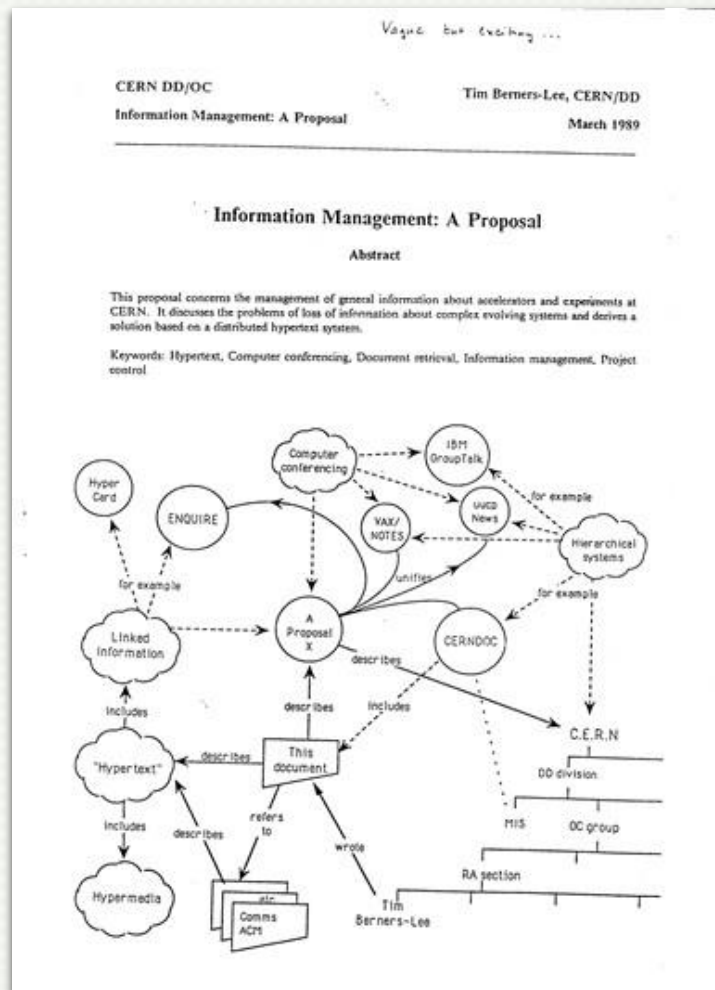 Vague but exciting ...
CERN DD/OC
Tim Berners-Lee, CERN/DD
Information Management: A Proposal
March 1989
Information Management: A Proposal
Abstract
This proposal concerns the management of general information about accelerators and experiments at
CERN. It discusses the problems of loss of information about complex evolving systems and derives a
solution based on a distributed hypertext system.
Keywords: Hypertext, Computer conferencing, Document retrieval, Information management, Project
control
Computer
conferencing
IBM
GroupTalk
Hyper
Card
ENQUIRE
VAX/
NOTES
uucp
News
for example
Hierarchical
systems
unifies
for example
for example
Linked
information
A
Proposal
X
CERNDOC
describes
includes
describes
includes
C.E.R.N
This
document
"Hypertext"
describes
DD division
refers
to
MIS
OC group
includes
describes
wrote
RA section
Hypermedia
etc
Comms
ACM
Tim
Berners-Lee